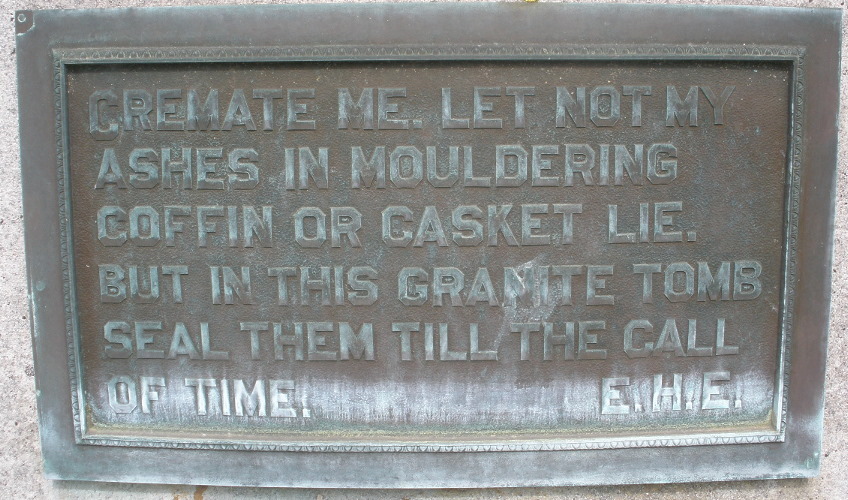 CREMATE ME. LET NOT MY
ASHES IN MOULDERING
COFFIN OR CASKET LIE.
BUT IN THIS GRANITE TOMB
SEAL THEM TILL THE CALL
OF TIME. E.H.E.